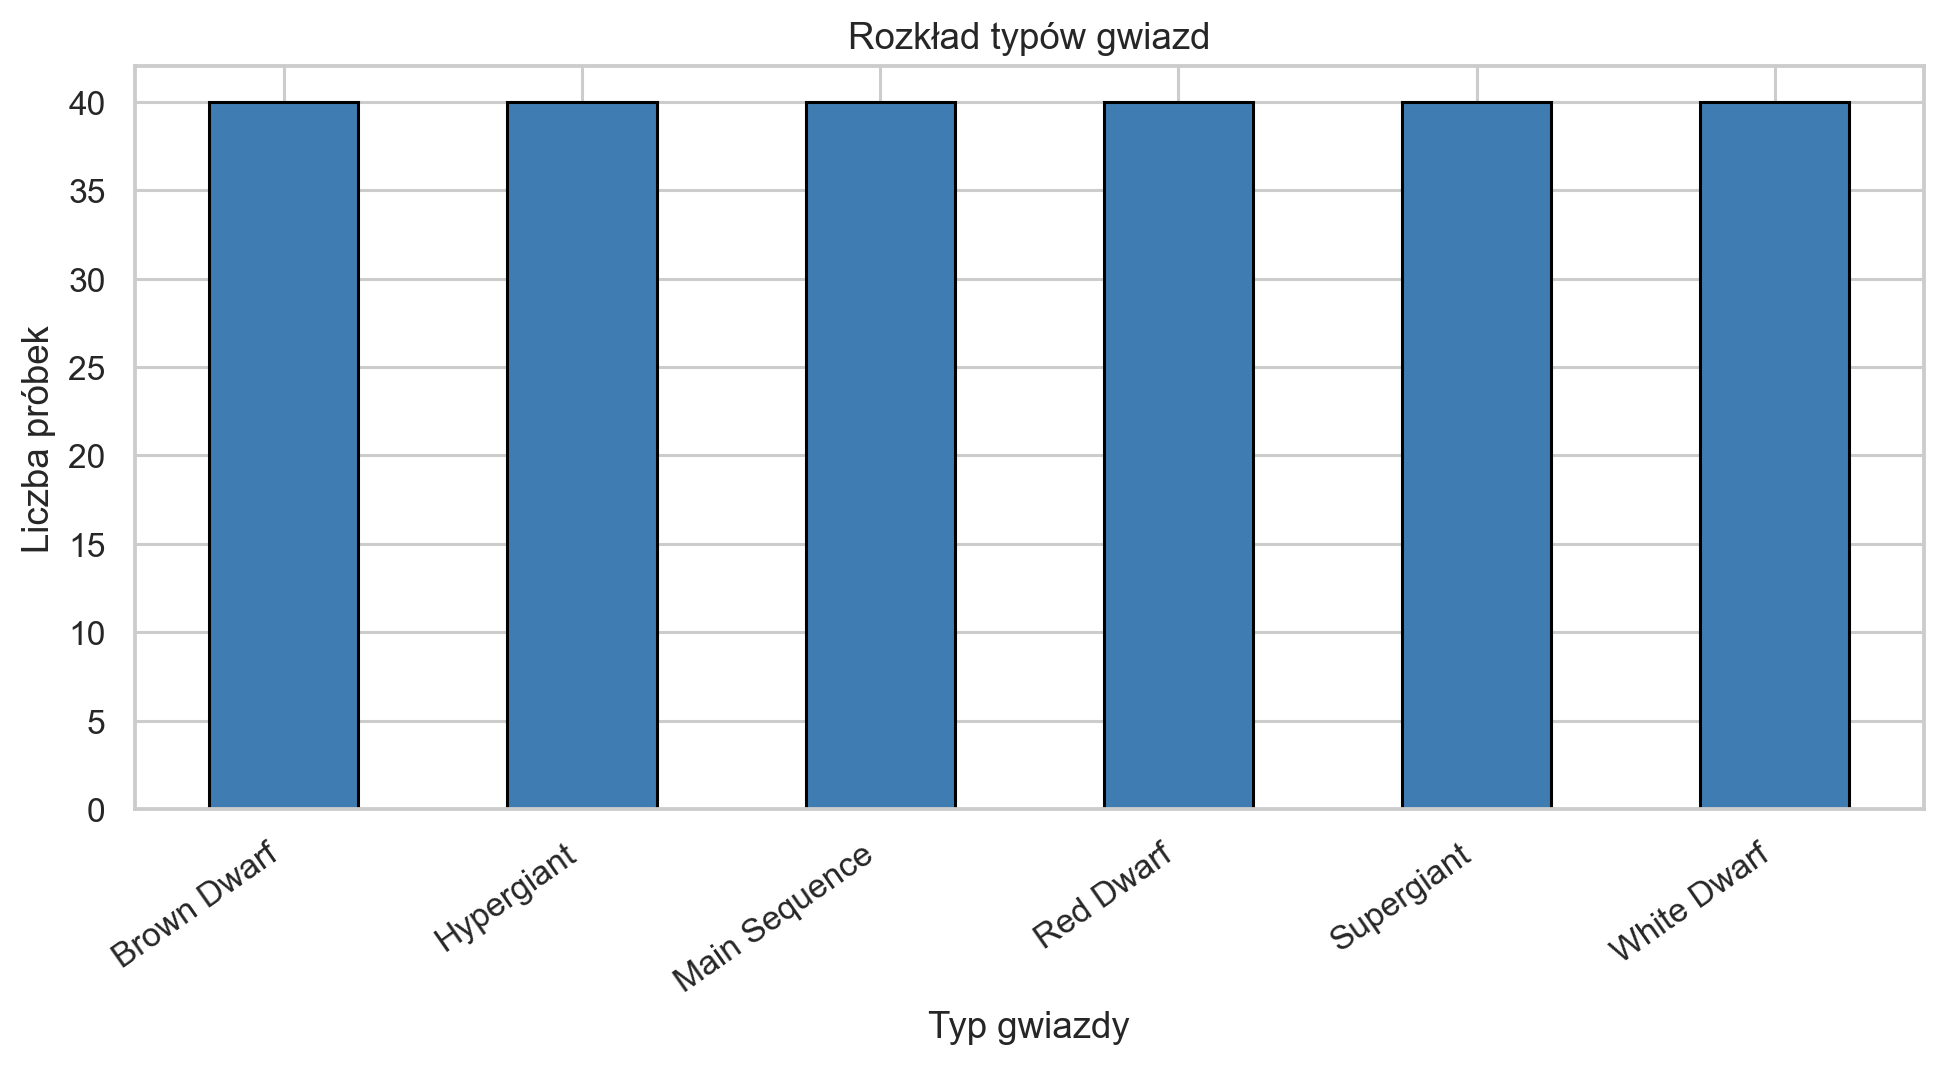 Rozkład typów gwiazd
40
35
30
25
20
15
10
5
0
Liczba próbek
Brown Dwarf
Hypergiant
Main Sequence
Red Dwarf
Supergiant
White Dwarf
Typ gwiazdy